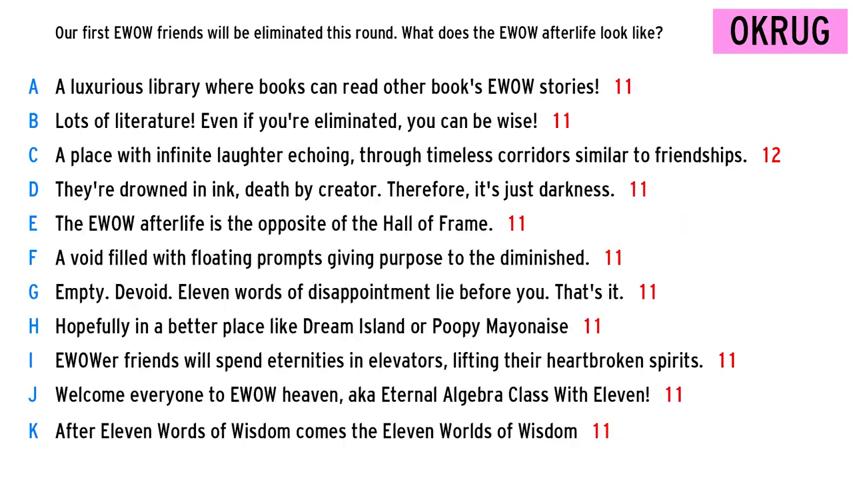 Our first EWOW friends will be eliminated this round. What does the EWOW afterlife look like?
OKRUG
A A luxurious library where books can read other book's EWOW stories! 11
B Lots of literature! Even if you're eliminated, you can be wise! 11
C A place with infinite laughter echoing, through timeless corridors similar to friendships. 12
D They're drowned in ink, death by creator. Therefore, it's just darkness. 11
E The EWOW afterlife is the opposite of the Hall of Frame. 11
F A void filled with floating prompts giving purpose to the diminished. 11
G Empty. Devoid. Eleven words of disappointment lie before you. That's it. 11
H Hopefully in a better place like Dream Island or Poopy Mayonaise 11
I EWOWer friends will spend eternities in elevators, lifting their heartbroken spirits. 11
J Welcome everyone to EWOW heaven, aka Eternal Algebra Class With Eleven! 11
K After Eleven Words of Wisdom comes the Eleven Worlds of Wisdom 11